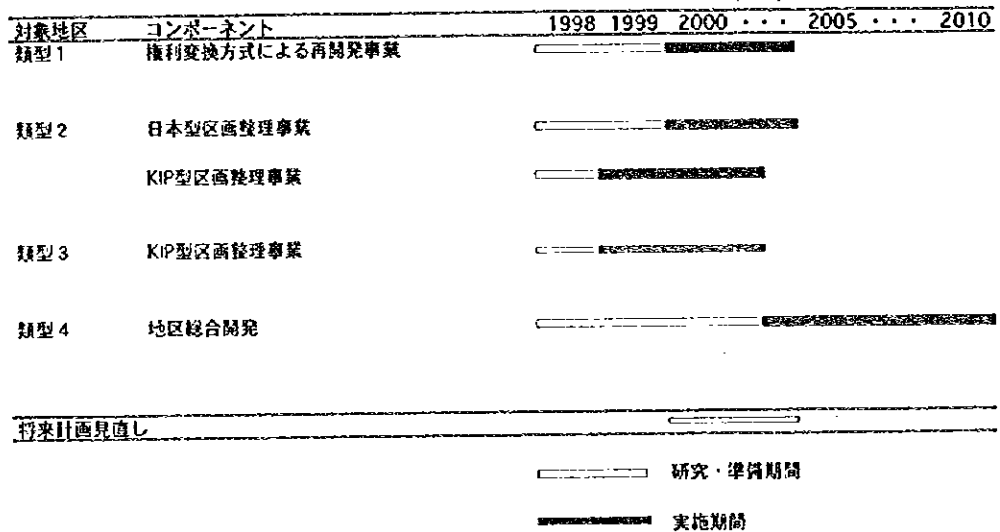 対象地区 コンポーネント 1998 1999 2000 ・・・ 2005 ・・・ 2010
類型1 権利変換方式による再開発事業
類型2 日本型区画整理事業
KIP型区画整理事業
類型3 KIP型区画整理事業
類型4 地区総合開発
将来計画見直し
研究・準備期間
実施期間